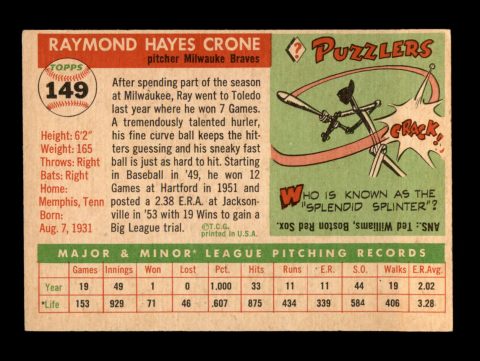 RAYMOND HAYES CRONE
pitcher Milwauke Braves
TOPPS
149
Height: 6'2"
Weight: 165
Throws: Right
Bats: Right
Home:
Memphis, Tenn
Born:
Aug. 7, 1931
After spending part of the season
at Milwaukee, Ray went to Toledo
last year where he won 7 Games.
A tremendously talented hurler,
his fine curve ball keeps the hit-
ters guessing and his sneaky fast
ball is just as hard to hit. Starting
in Baseball in '49, he won 12
Games at Hartford in 1951 and
posted a 2.38 E.R.A. at Jackson-
ville in '53 with 19 Wins to gain a
Big League trial.
©T.C.G.
printed in U.S.A.
?
PUZZLERS
CRACK!
WHO IS KNOWN AS THE
"SPLENDID SPLINTER"?
ANS.: Ted Williams, Boston Red Sox.
MAJOR & MINOR* LEAGUE PITCHING RECORDS
Games Innings Won Lost Pct. Hits Runs E.R. S.O. Walks E.R.Avg.
Year 19 49 1 0 1.000 33 11 11 44 19 2.02
*Life 153 929 71 46 .607 875 434 339 584 406 3.28